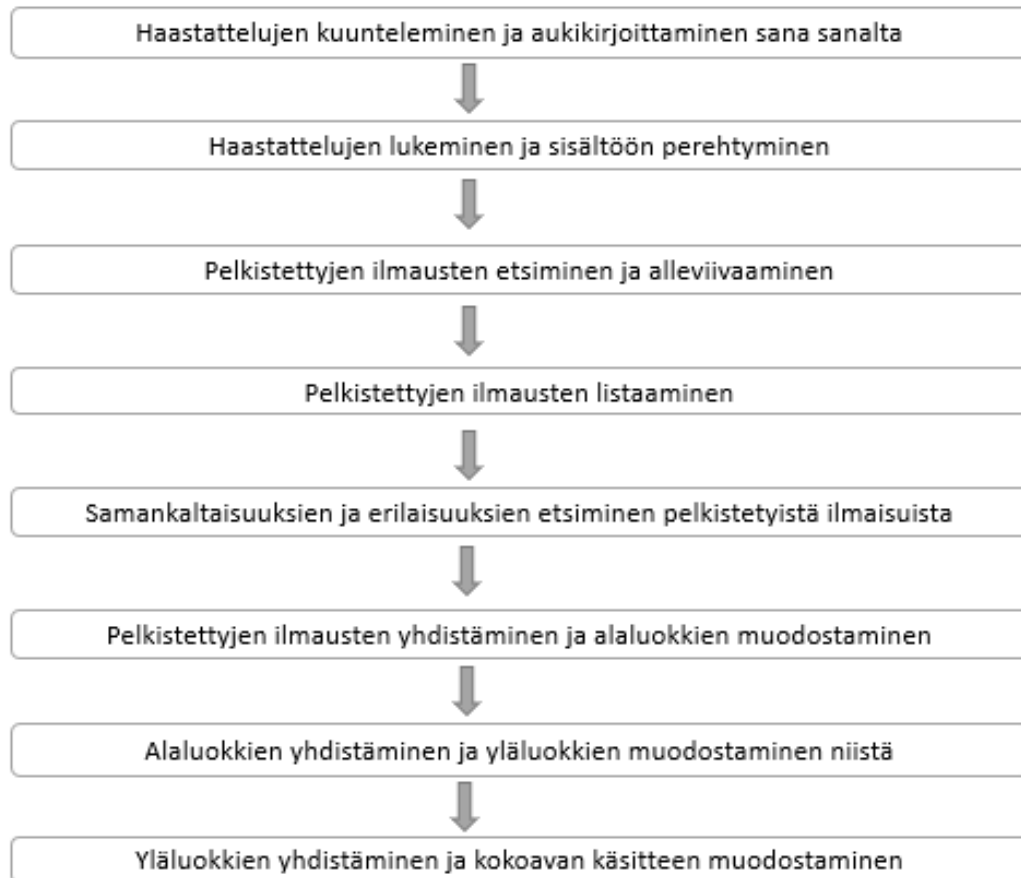 Haastattelujen kuunteleminen ja aukikirjoittaminen sana sanalta
Haastattelujen lukeminen ja sisältöön perehtyminen
Pelkistettyjen ilmausten etsiminen ja alleviivaaminen
Pelkistettyjen ilmausten listaaminen
Samankaltaisuuksien ja erilaisuuksien etsiminen pelkistetyistä ilmaisuista
Pelkistettyjen ilmausten yhdistäminen ja alaluokkien muodostaminen
Alaluokkien yhdistäminen ja yläluokkien muodostaminen niistä
Yläluokkien yhdistäminen ja kokoavan käsitteen muodostaminen